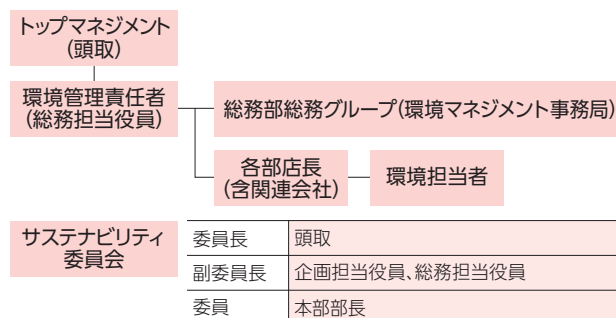 トップマネジメント
(頭取)
環境管理責任者
(総務担当役員)
総務部総務グループ(環境マネジメント事務局)
各部店長
(含関連会社)
環境担当者
サステナビリティ
委員会
委員長 頭取
副委員長 企画担当役員、総務担当役員
委員 本部部長